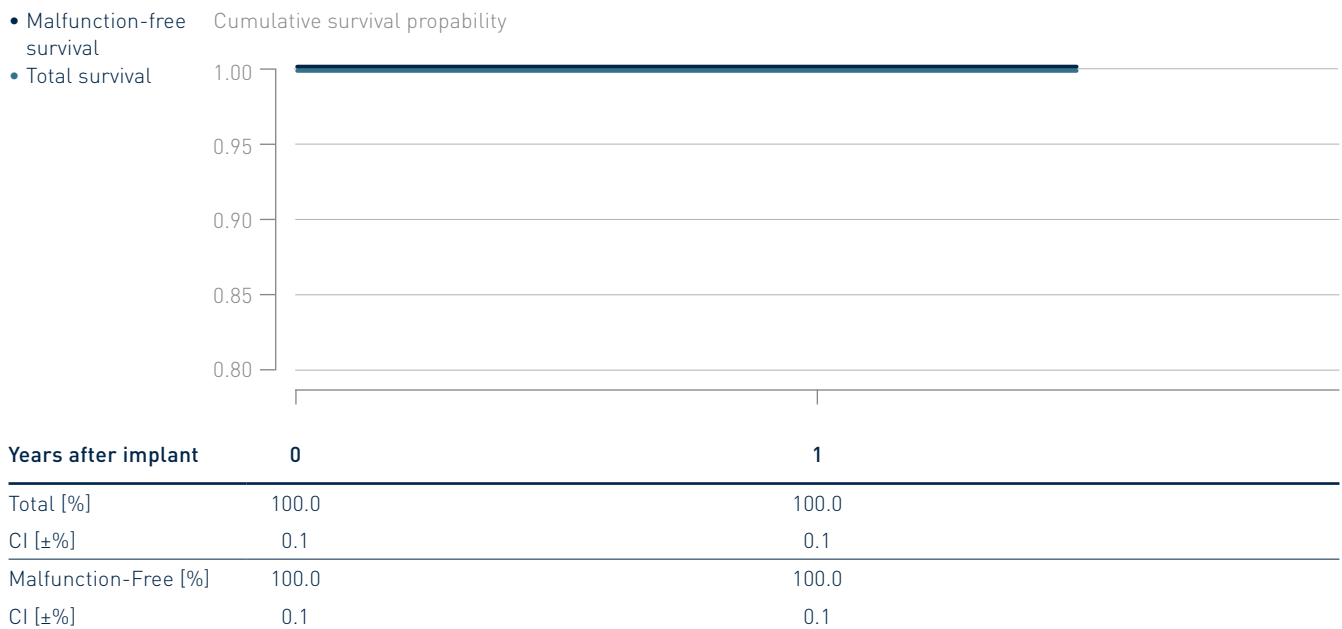 • Malfunction-free
survival
• Total survival
Cumulative survival propability
1.00
0.95
0.90
0.85
0.80
Years after implant 0 1
Total [%] 100.0 100.0
CI [±%] 0.1 0.1
Malfunction-Free [%] 100.0 100.0
CI [±%] 0.1 0.1